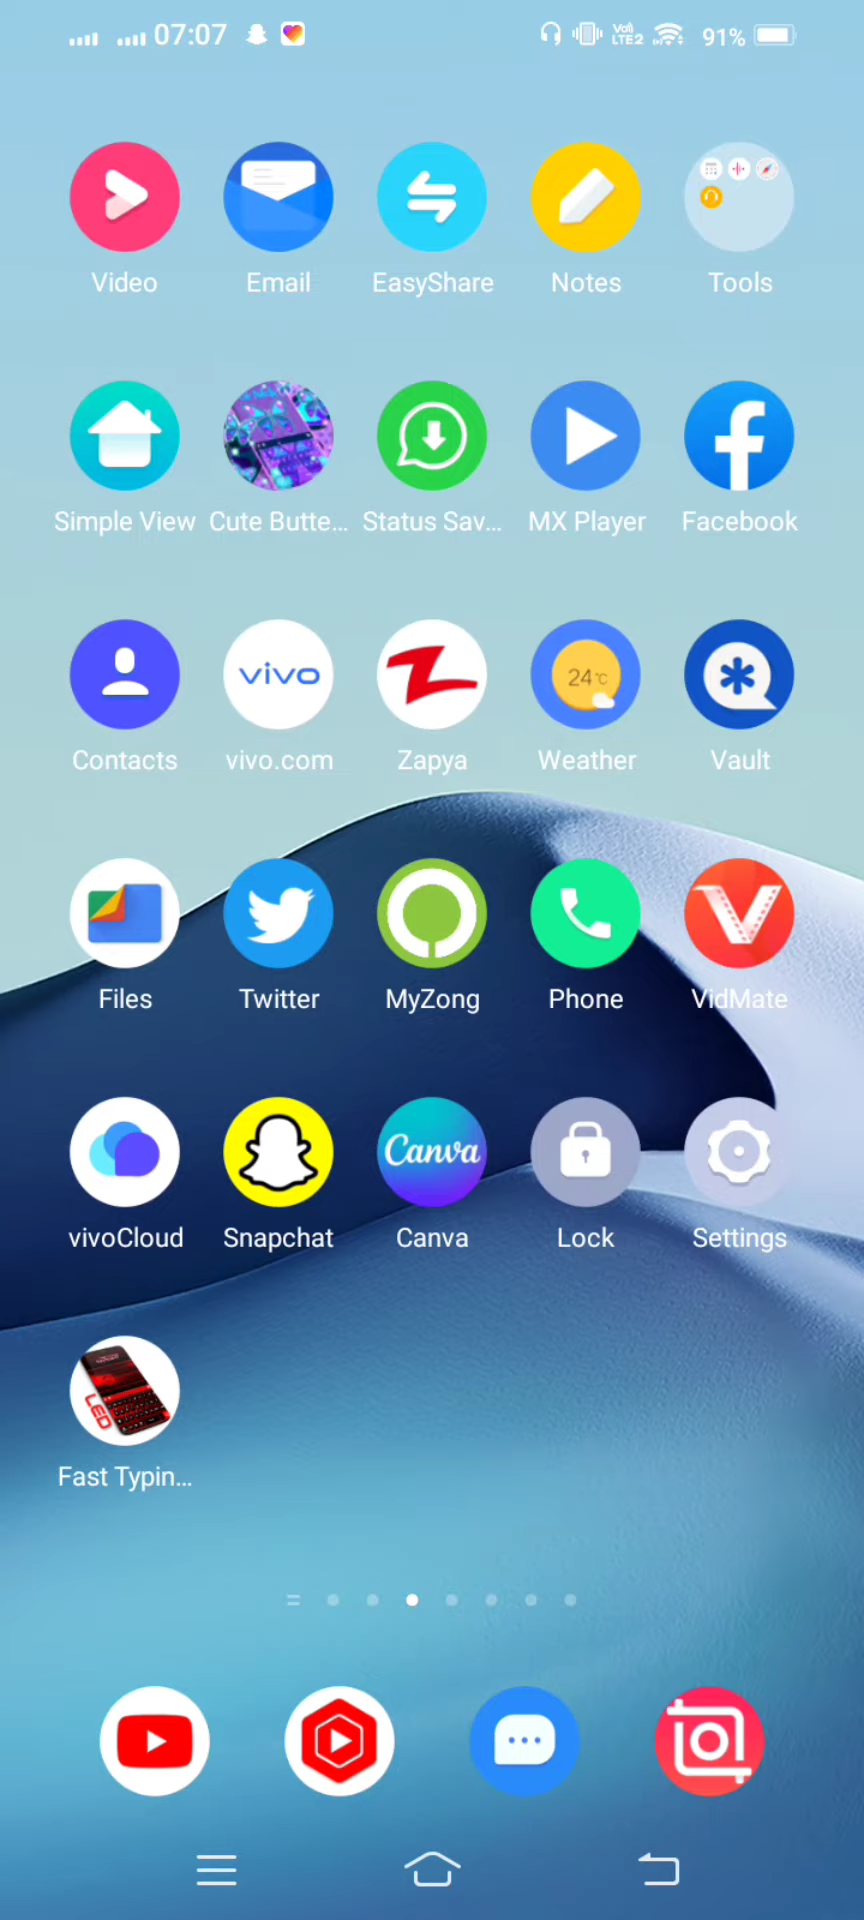 07:07 VoLTE2 91%
Video Email EasyShare Notes Tools
Simple View Cute Butte... Status Sav... MX Player Facebook
vivo 24°C
Contacts vivo.com Zapya Weather Vault
Files Twitter MyZong Phone VidMate
Canva
vivoCloud Snapchat Canva Lock Settings
LED
Fast Typin...